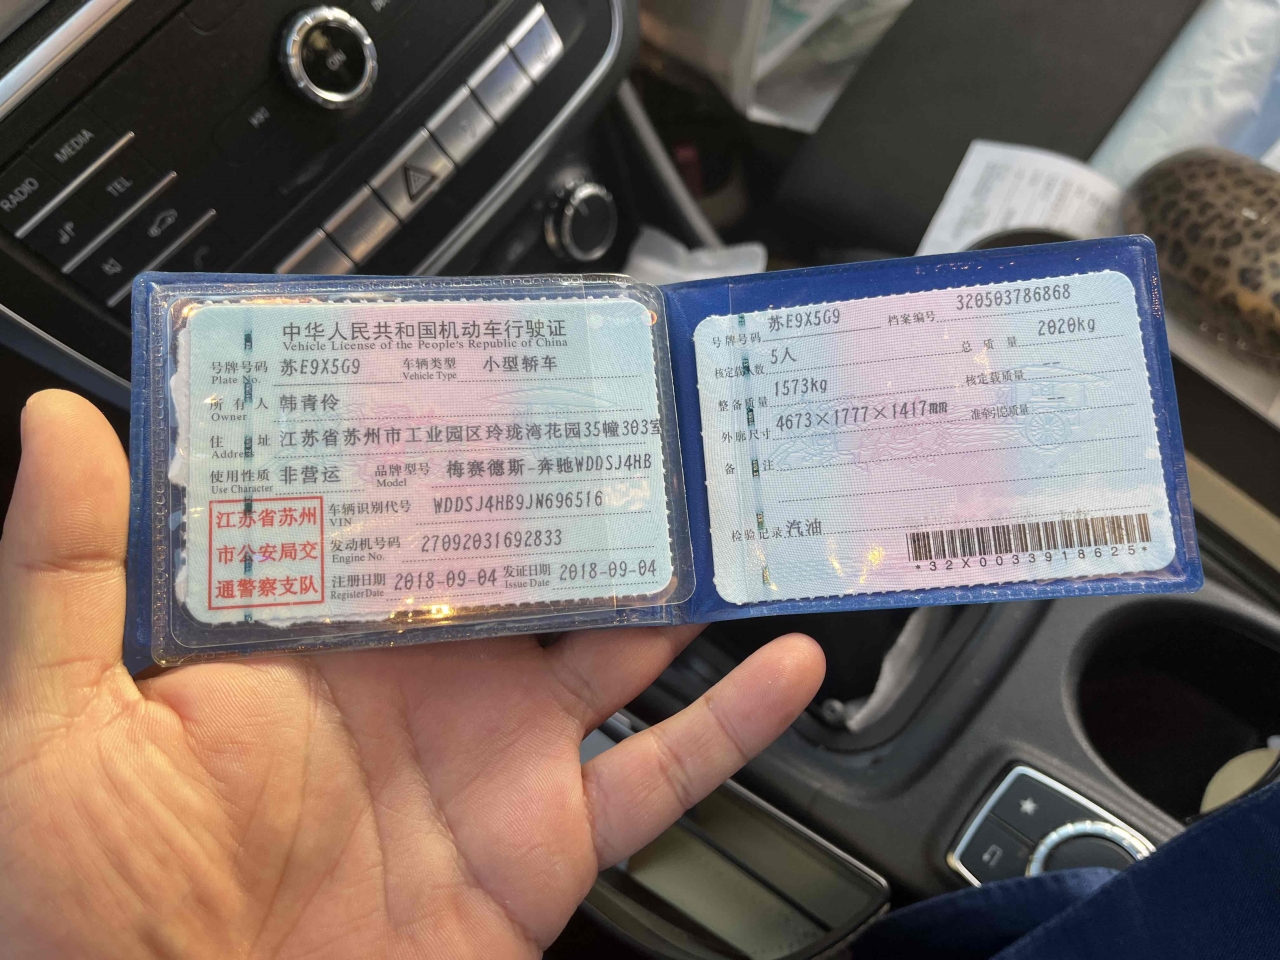 ON
MEDIA
RADIO
TEL
中华人民共和国机动车行驶证
Vehicle License of the People's Republic of China
号牌号码 苏E9X5G9 车辆类型 小型轿车
Plate No. Vehicle Type
所有人 韩青伶
Owner
住址 江苏省苏州市工业园区玲珑湾花园35幢303室
Address
使用性质 非营运 品牌型号 梅赛德斯-奔驰WDDSJ4HB
Use Character Model
江苏省苏州
市公安局交
通警察支队
车辆识别代号 WDDSJ4HB9JN696516
VIN
发动机号码 27092031692833
Engine No.
注册日期 2018-09-04 发证日期 2018-09-04
Register Date Issue Date
号牌号码 苏E9X5G9 档案编号 320503786868
核定载人数 5人 总质量 2020kg
整备质量 1573kg 核定载质量 --
外廓尺寸 4673×1777×1417mm 准牵引总质量 --
备注
检验记录 汽油
*32X0033918625*